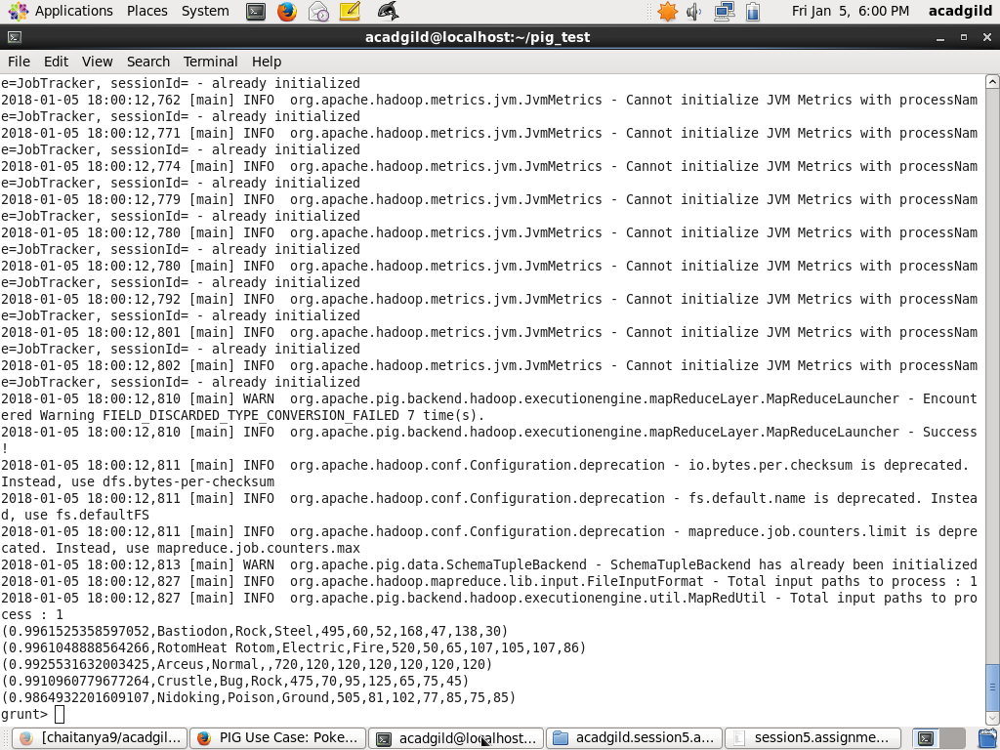 Applications Places System Fri Jan 5, 6:00 PM acadgild
acadgild@localhost:~/pig_test
File Edit View Search Terminal Help
e=JobTracker, sessionId= - already initialized
2018-01-05 18:00:12,762 [main] INFO  org.apache.hadoop.metrics.jvm.JvmMetrics - Cannot initialize JVM Metrics with processNam
e=JobTracker, sessionId= - already initialized
2018-01-05 18:00:12,771 [main] INFO  org.apache.hadoop.metrics.jvm.JvmMetrics - Cannot initialize JVM Metrics with processNam
e=JobTracker, sessionId= - already initialized
2018-01-05 18:00:12,774 [main] INFO  org.apache.hadoop.metrics.jvm.JvmMetrics - Cannot initialize JVM Metrics with processNam
e=JobTracker, sessionId= - already initialized
2018-01-05 18:00:12,779 [main] INFO  org.apache.hadoop.metrics.jvm.JvmMetrics - Cannot initialize JVM Metrics with processNam
e=JobTracker, sessionId= - already initialized
2018-01-05 18:00:12,780 [main] INFO  org.apache.hadoop.metrics.jvm.JvmMetrics - Cannot initialize JVM Metrics with processNam
e=JobTracker, sessionId= - already initialized
2018-01-05 18:00:12,780 [main] INFO  org.apache.hadoop.metrics.jvm.JvmMetrics - Cannot initialize JVM Metrics with processNam
e=JobTracker, sessionId= - already initialized
2018-01-05 18:00:12,792 [main] INFO  org.apache.hadoop.metrics.jvm.JvmMetrics - Cannot initialize JVM Metrics with processNam
e=JobTracker, sessionId= - already initialized
2018-01-05 18:00:12,801 [main] INFO  org.apache.hadoop.metrics.jvm.JvmMetrics - Cannot initialize JVM Metrics with processNam
e=JobTracker, sessionId= - already initialized
2018-01-05 18:00:12,802 [main] INFO  org.apache.hadoop.metrics.jvm.JvmMetrics - Cannot initialize JVM Metrics with processNam
e=JobTracker, sessionId= - already initialized
2018-01-05 18:00:12,810 [main] WARN  org.apache.pig.backend.hadoop.executionengine.mapReduceLayer.MapReduceLauncher - Encount
ered Warning FIELD_DISCARDED_TYPE_CONVERSION_FAILED 7 time(s).
2018-01-05 18:00:12,810 [main] INFO  org.apache.pig.backend.hadoop.executionengine.mapReduceLayer.MapReduceLauncher - Success
!
2018-01-05 18:00:12,811 [main] INFO  org.apache.hadoop.conf.Configuration.deprecation - io.bytes.per.checksum is deprecated.
Instead, use dfs.bytes-per-checksum
2018-01-05 18:00:12,811 [main] INFO  org.apache.hadoop.conf.Configuration.deprecation - fs.default.name is deprecated. Instea
d, use fs.defaultFS
2018-01-05 18:00:12,811 [main] INFO  org.apache.hadoop.conf.Configuration.deprecation - mapreduce.job.counters.limit is depre
cated. Instead, use mapreduce.job.counters.max
2018-01-05 18:00:12,813 [main] WARN  org.apache.pig.data.SchemaTupleBackend - SchemaTupleBackend has already been initialized
2018-01-05 18:00:12,827 [main] INFO  org.apache.hadoop.mapreduce.lib.input.FileInputFormat - Total input paths to process : 1
2018-01-05 18:00:12,827 [main] INFO  org.apache.pig.backend.hadoop.executionengine.util.MapRedUtil - Total input paths to pro
cess : 1
(0.9961525358597052,Bastiodon,Rock,Steel,495,60,52,168,47,138,30)
(0.9961048888564266,RotomHeat Rotom,Electric,Fire,520,50,65,107,105,107,86)
(0.9925531632003425,Arceus,Normal,,720,120,120,120,120,120,120)
(0.9910960779677264,Crustle,Bug,Rock,475,70,95,125,65,75,45)
(0.9864932201609107,Nidoking,Poison,Ground,505,81,102,77,85,75,85)
grunt>
[chaitanya9/acadgil... PIG Use Case: Poke... acadgild@localhost... acadgild.session5.a... session5.assignme...